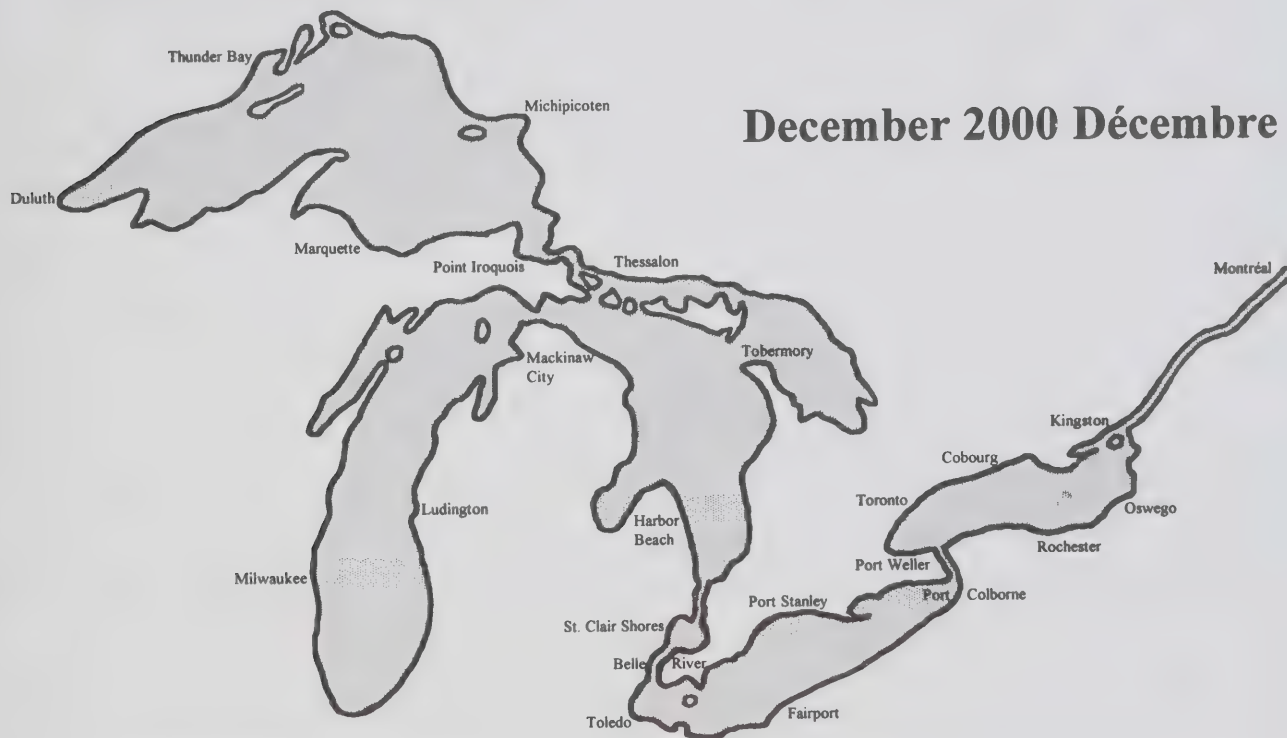 Thunder Bay
Michipicoten
December 2000 Décembre
Duluth
Marquette
Point Iroquois
Thessalon
Montréal
Mackinaw
City
Tobermory
Kingston
Cobourg
Toronto
Oswego
Ludington
Harbor
Beach
Rochester
Milwaukee
Port Weller
Port Colborne
Port Stanley
St. Clair Shores
Belle River
Toledo
Fairport